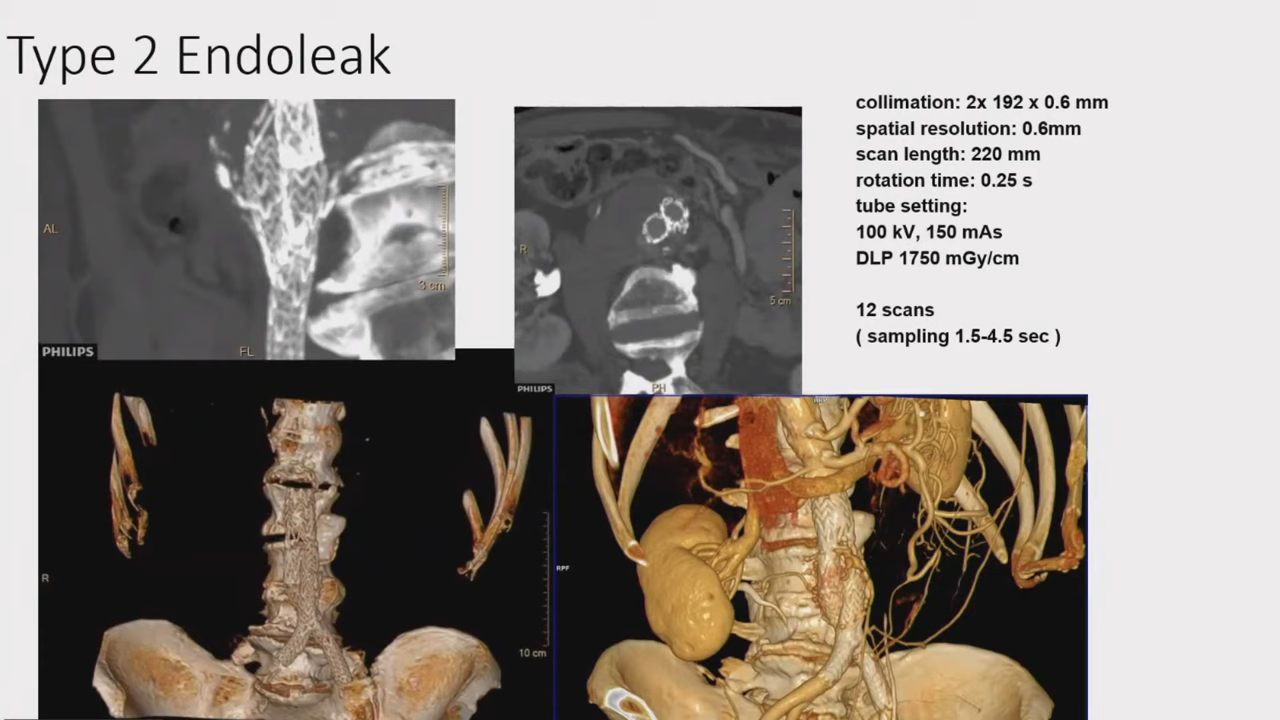 Type 2 Endoleak
collimation: 2x 192 x 0.6 mm
spatial resolution: 0.6mm
scan length: 220 mm
rotation time: 0.25 s
tube setting:
100 kV, 150 mAs
DLP 1750 mGy/cm
12 scans
( sampling 1.5-4.5 sec )
AL
3 cm
PHILIPS
FL
R
5 cm
PHILIPS
PH
R
10 cm
RPF